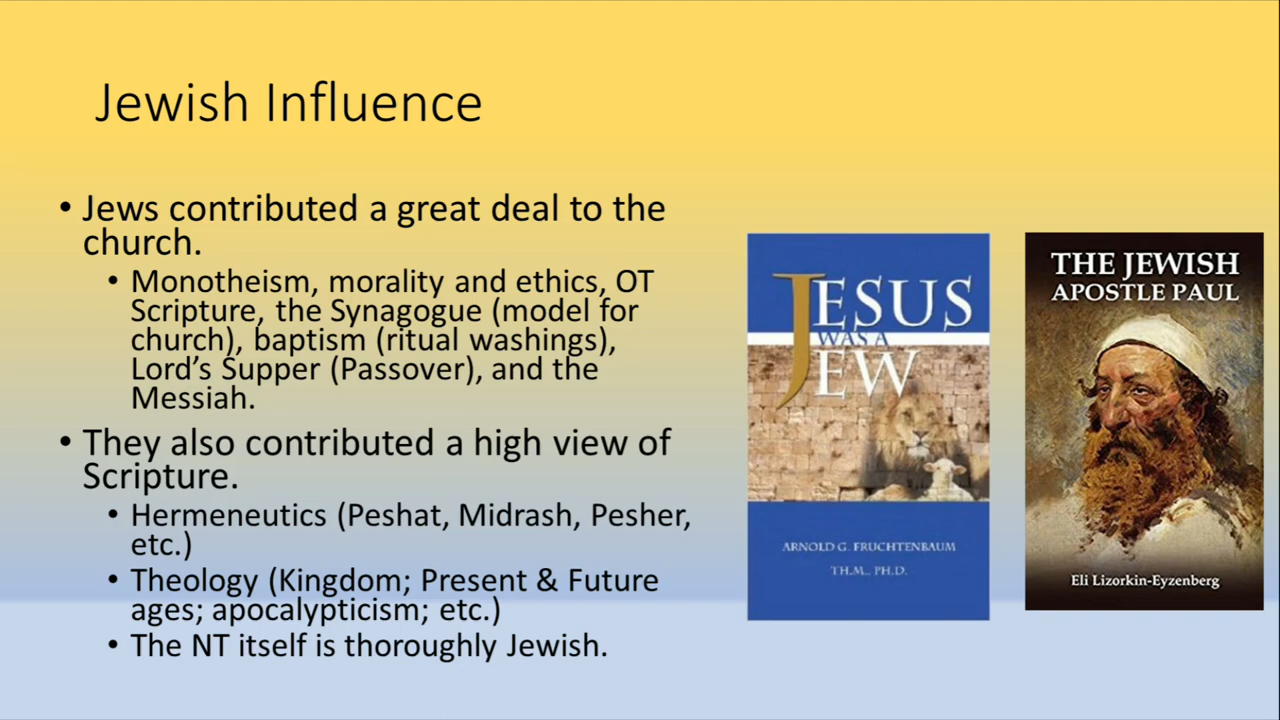 Jewish Influence
• Jews contributed a great deal to the
church.
• Monotheism, morality and ethics, OT
Scripture, the Synagogue (model for
church), baptism (ritual washings),
Lord's Supper (Passover), and the
Messiah.
• They also contributed a high view of
Scripture.
• Hermeneutics (Peshat, Midrash, Pesher,
etc.)
• Theology (Kingdom; Present & Future
ages; apocalypticism; etc.)
• The NT itself is thoroughly Jewish.
JESUS
WAS A
JEW
ARNOLD G. FRUCHTENBAUM
TH.M., PH.D.
THE JEWISH
APOSTLE PAUL
Eli Lizorkin-Eyzenberg